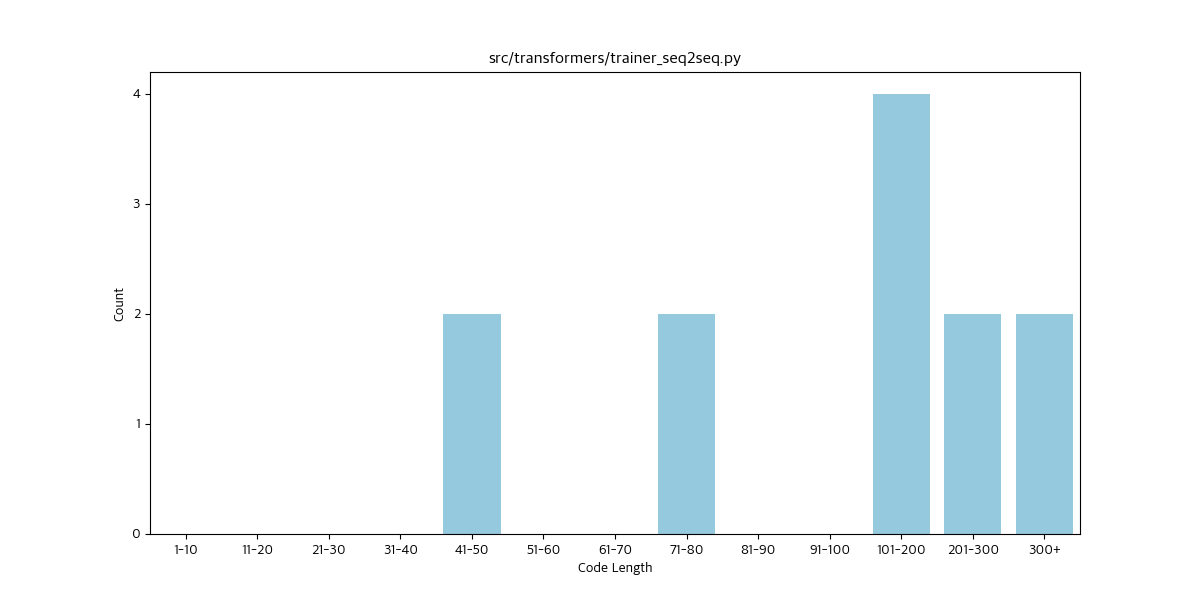 src/transformers/trainer_seq2seq.py
4
3
2
1
0
Count
1-10 11-20 21-30 31-40 41-50 51-60 61-70 71-80 81-90 91-100 101-200 201-300 300+
Code Length